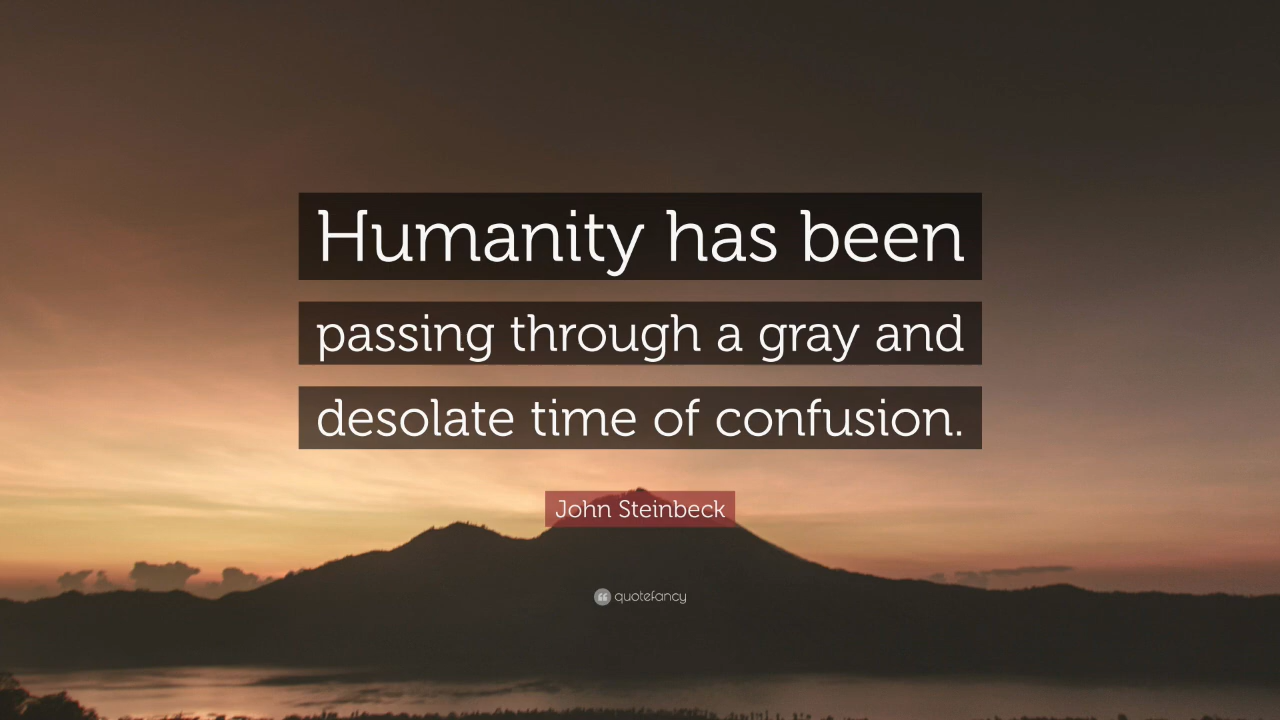 Humanity has been
passing through a gray and
desolate time of confusion.
John Steinbeck
quotefancy